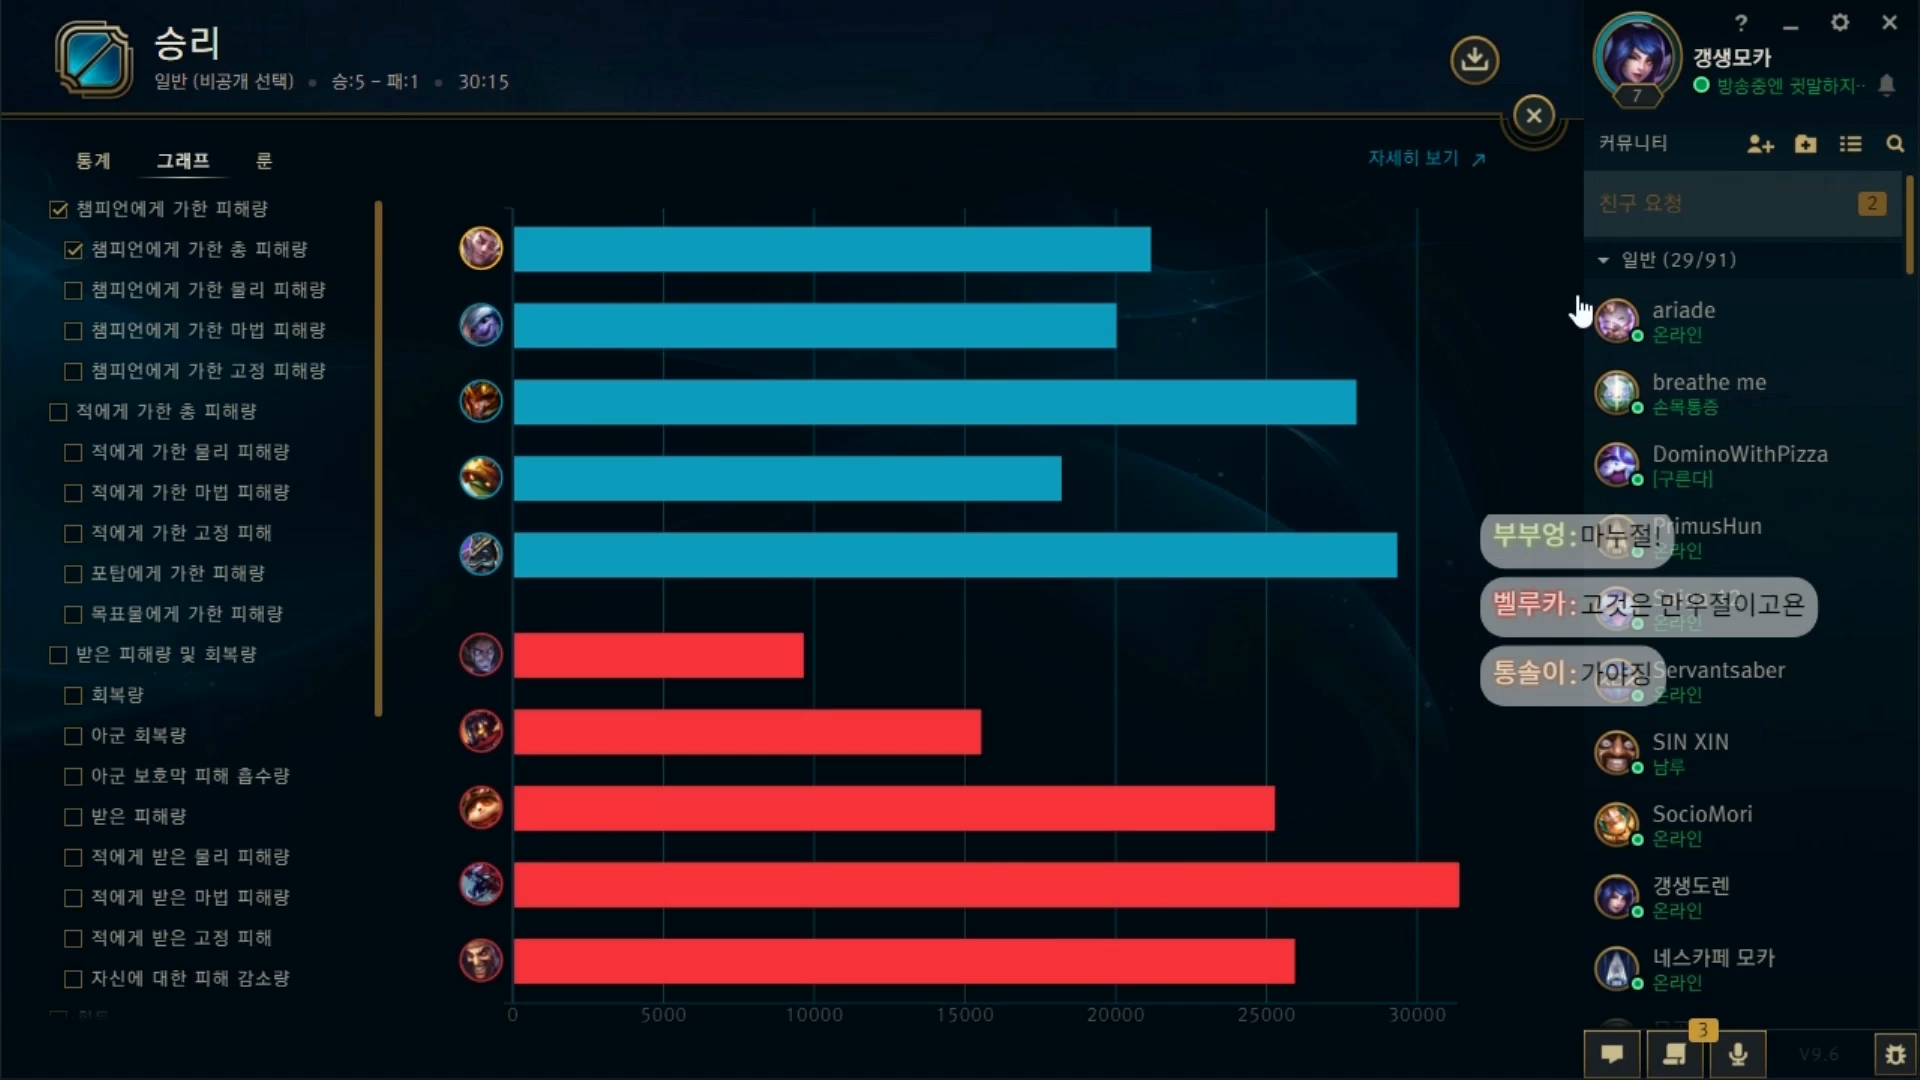 승리
일반 (비공개 선택) • 승:5 – 패:1 • 30:15
통계 그래프 룬
자세히 보기
챔피언에게 가한 피해량
챔피언에게 가한 총 피해량
챔피언에게 가한 물리 피해량
챔피언에게 가한 마법 피해량
챔피언에게 가한 고정 피해량
적에게 가한 총 피해량
적에게 가한 물리 피해량
적에게 가한 마법 피해량
적에게 가한 고정 피해
포탑에게 가한 피해량
목표물에게 가한 피해량
받은 피해량 및 회복량
회복량
아군 회복량
아군 보호막 피해 흡수량
받은 피해량
적에게 받은 물리 피해량
적에게 받은 마법 피해량
적에게 받은 고정 피해
자신에 대한 피해 감소량
0 5000 10000 15000 20000 25000 30000
갱생모카
7
방송중엔 귓말하지··
커뮤니티
친구 요청 2
일반 (29/91)
ariade
온라인
breathe me
손목통증
DominoWithPizza
[구른다]
PrimusHun
온라인
부부엉: 마누절!
벨루카: 고것은 만우절이고욘
온라인
통솔이: 가야징
Servantsaber
온라인
SIN XIN
남루
SocioMori
온라인
갱생도렌
온라인
네스카페 모카
온라인
3
V9.6